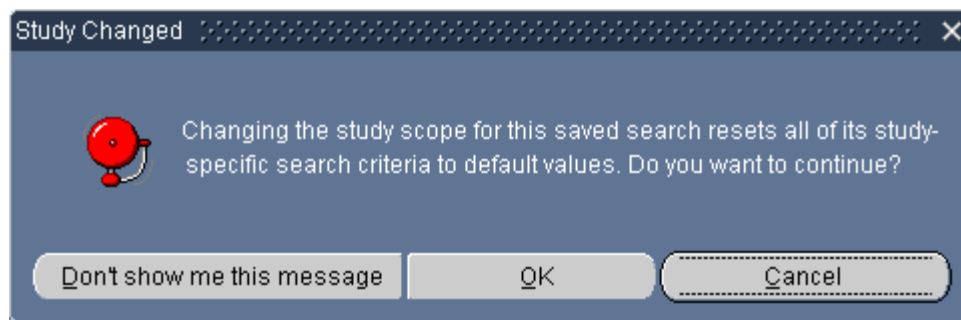 Study Changed
Changing the study scope for this saved search resets all of its study-
specific search criteria to default values. Do you want to continue?
Don't show me this message
OK
Cancel